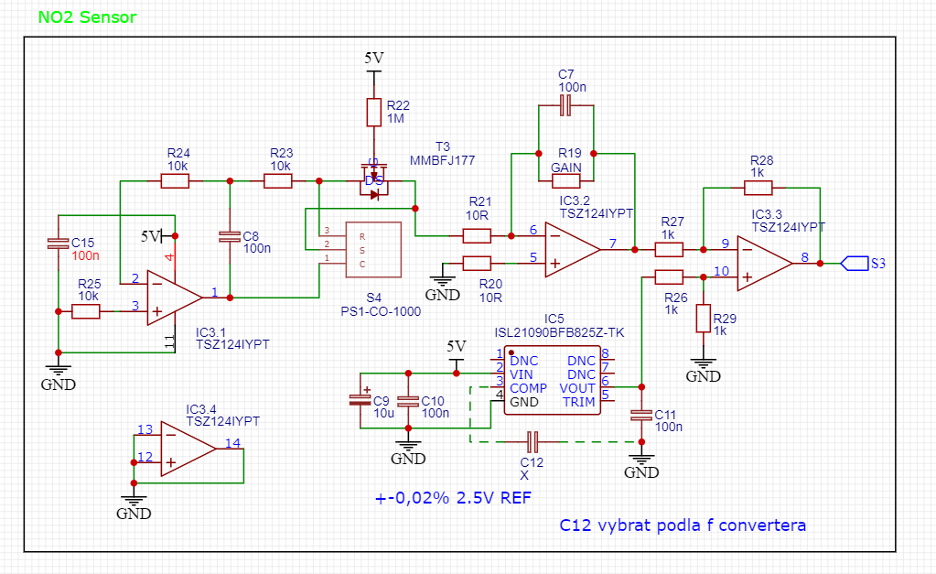 NO2 Sensor
5V
R22
1M
T3
MMBFJ177
G
DS
C7
100n
R19
GAIN
R24
10k
R23
10k
R28
1k
R21
10R
IC3.2
TSZ124IYPT
6
7
5
R20
10R
GND
R27
1k
IC3.3
TSZ124IYPT
9
8
10
S3
R26
1k
R29
1k
GND
C15
100n
5V
4
C8
100n
3
R
2
S
1
C
S4
PS1-CO-1000
R25
10k
2
1
3
11
IC3.1
TSZ124IYPT
GND
IC5
ISL21090BFB825Z-TK
5V
1
DNC
DNC
8
2
VIN
DNC
7
3
COMP
VOUT
6
4
GND
TRIM
5
C9
10u
C10
100n
GND
C11
100n
GND
C12
X
IC3.4
TSZ124IYPT
13
14
12
GND
+-0,02% 2.5V REF
C12 vybrat podla f convertera